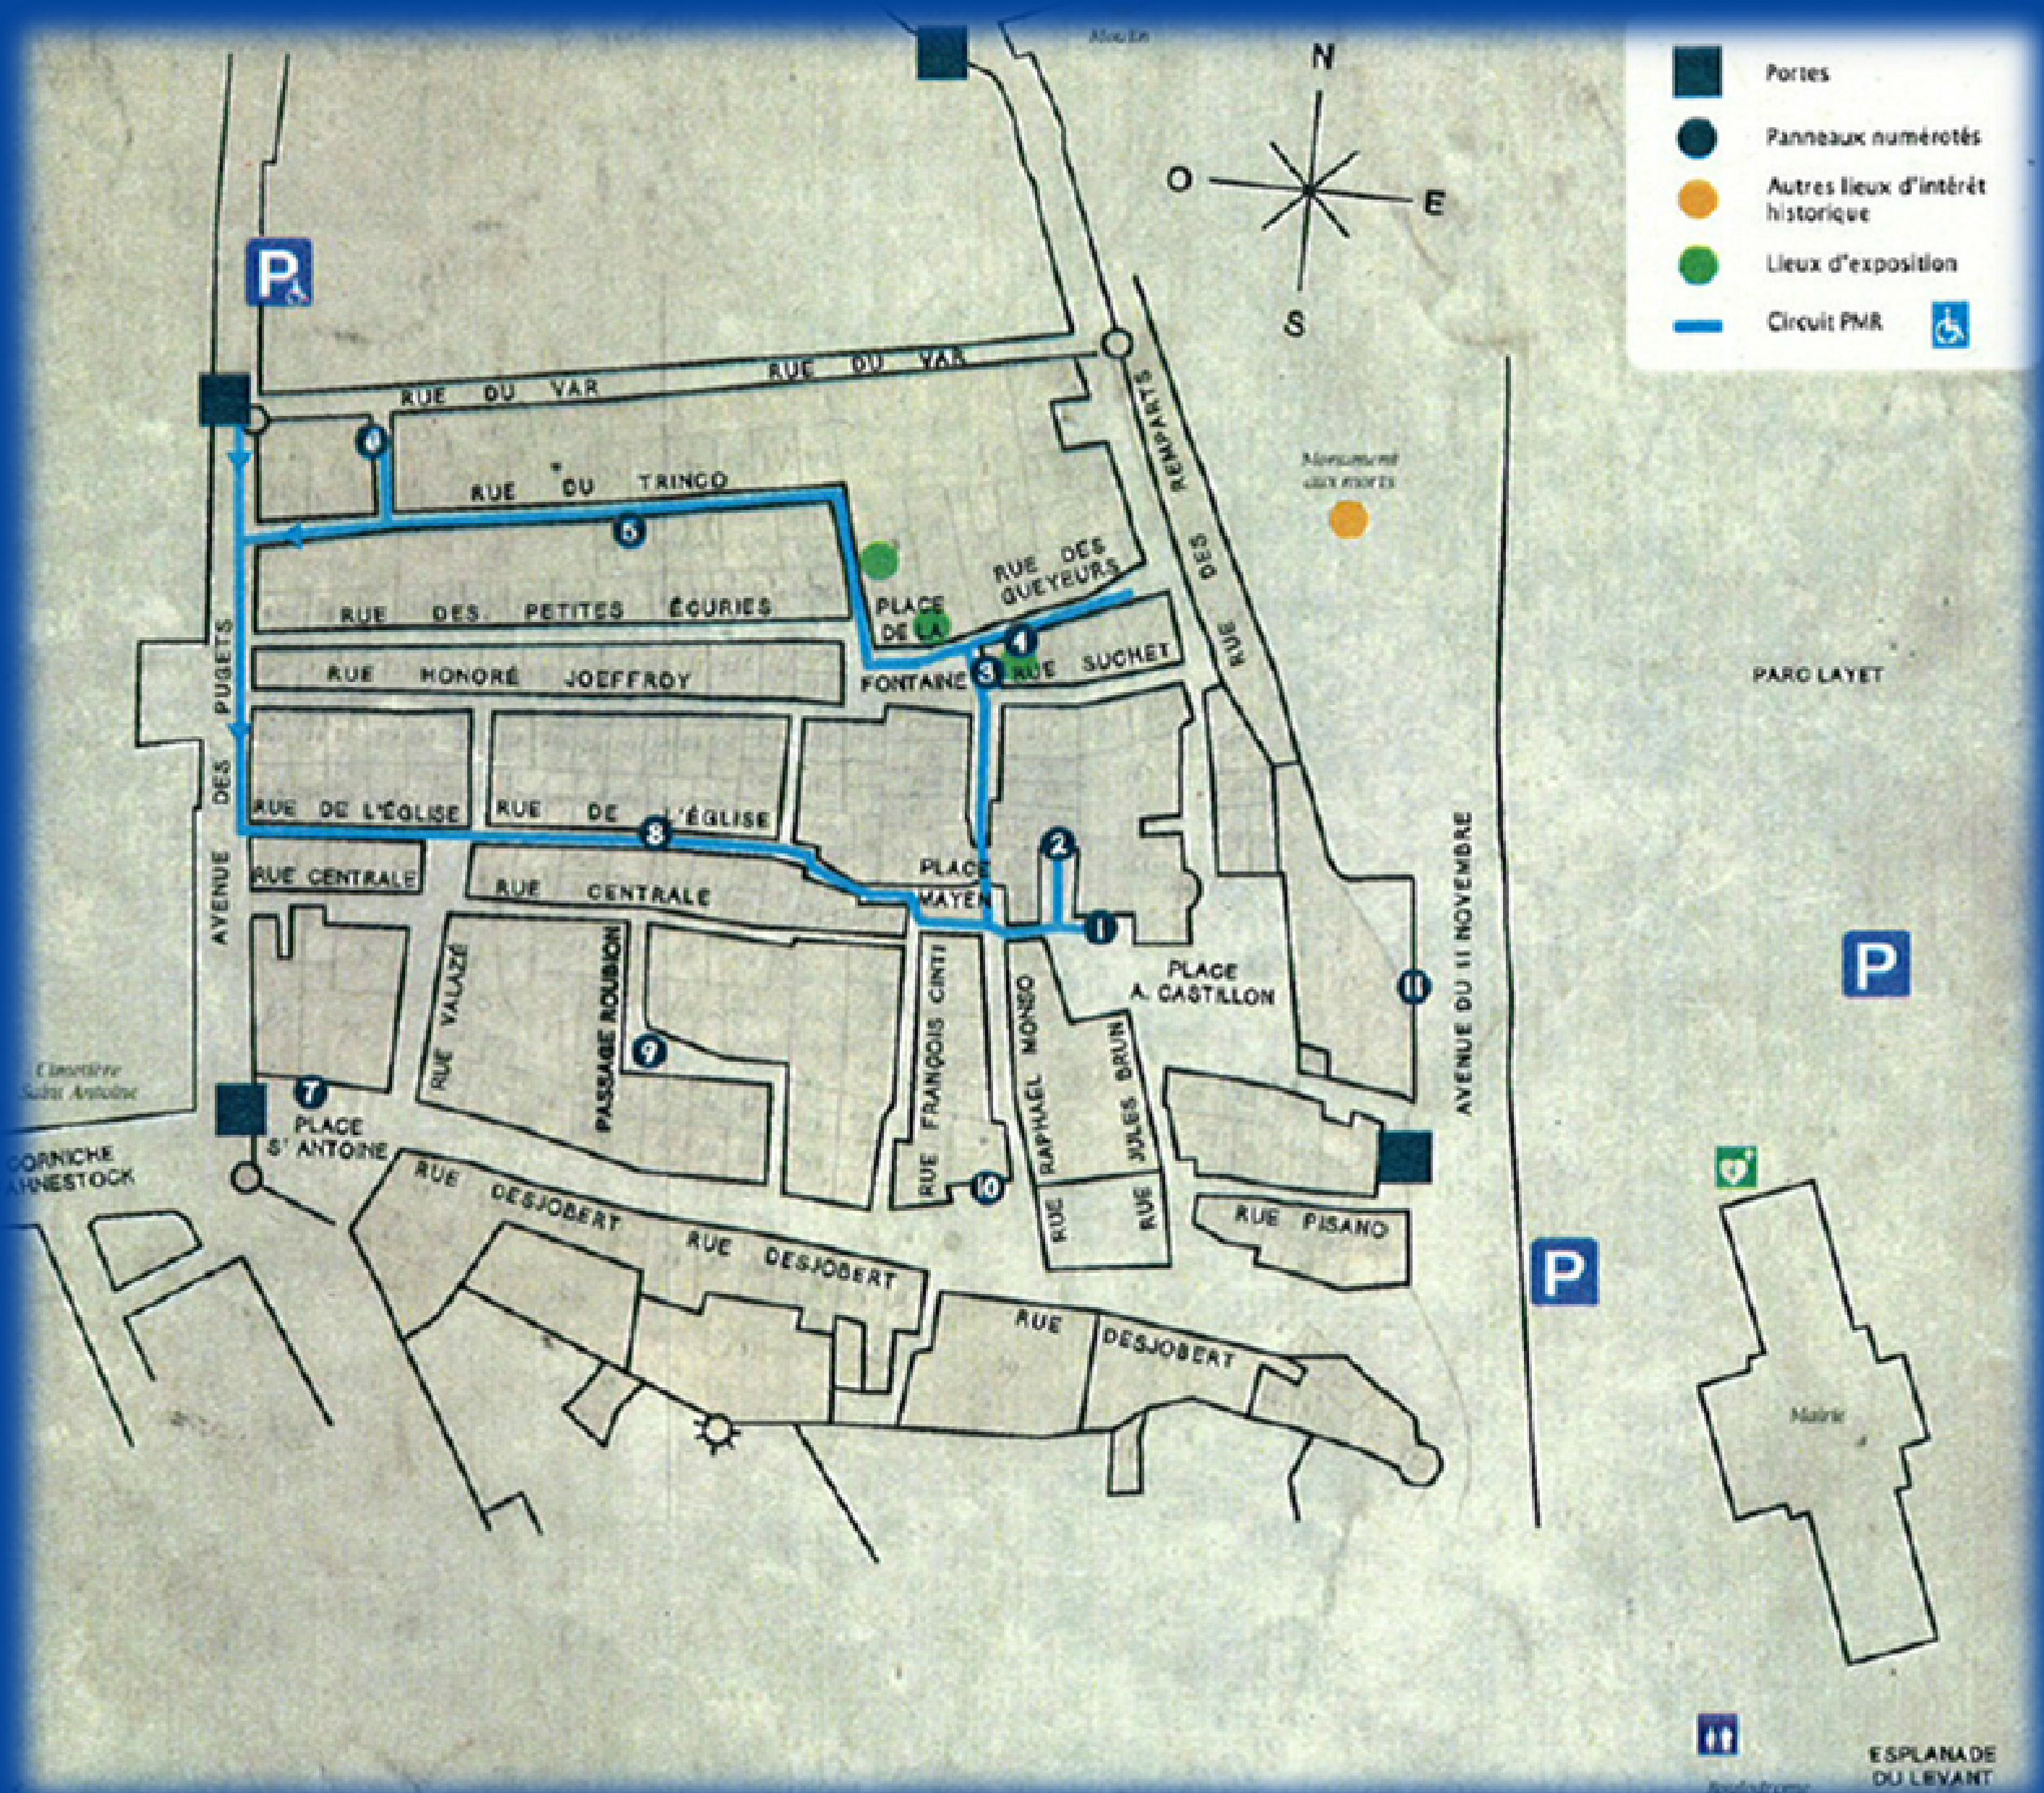 Moulin
N
O
E
S
Portes
Panneaux numérotés
Autres lieux d'intérêt
historique
Lieux d'exposition
Circuit PMR
P
RUE DU VAR
RUE DU VAR
RUE DU TRINCO
5
RUE DES REMPARTS
Monument
aux morts
RUE DES
GUEYEURS
RUE DES PETITES ÉCURIES
PLACE
DE LA
FONTAINE
4
3
RUE SUCHET
RUE HONORÉ JOEFFROY
PARC LAYET
AVENUE DES PUGETS
RUE DE L'ÉGLISE
RUE DE L'ÉGLISE
8
2
RUE CENTRALE
RUE CENTRALE
PLACE
MAYEN
1
PLACE
A. CASTILLON
11
AVENUE DU 11 NOVEMBRE
P
RUE VALAZÉ
PASSAGE ROUBION
9
RUE FRANÇOIS CINTI
RUE RAPHAËL MONSO
RUE JULES BRUN
10
Cimetière
Saint Antoine
7
PLACE
St ANTOINE
CORNICHE
AHNESTOCK
RUE DESJOBERT
RUE DESJOBERT
RUE DESJOBERT
RUE PISANO
P
Mairie
ESPLANADE
DU LEVANT
Boulodrome